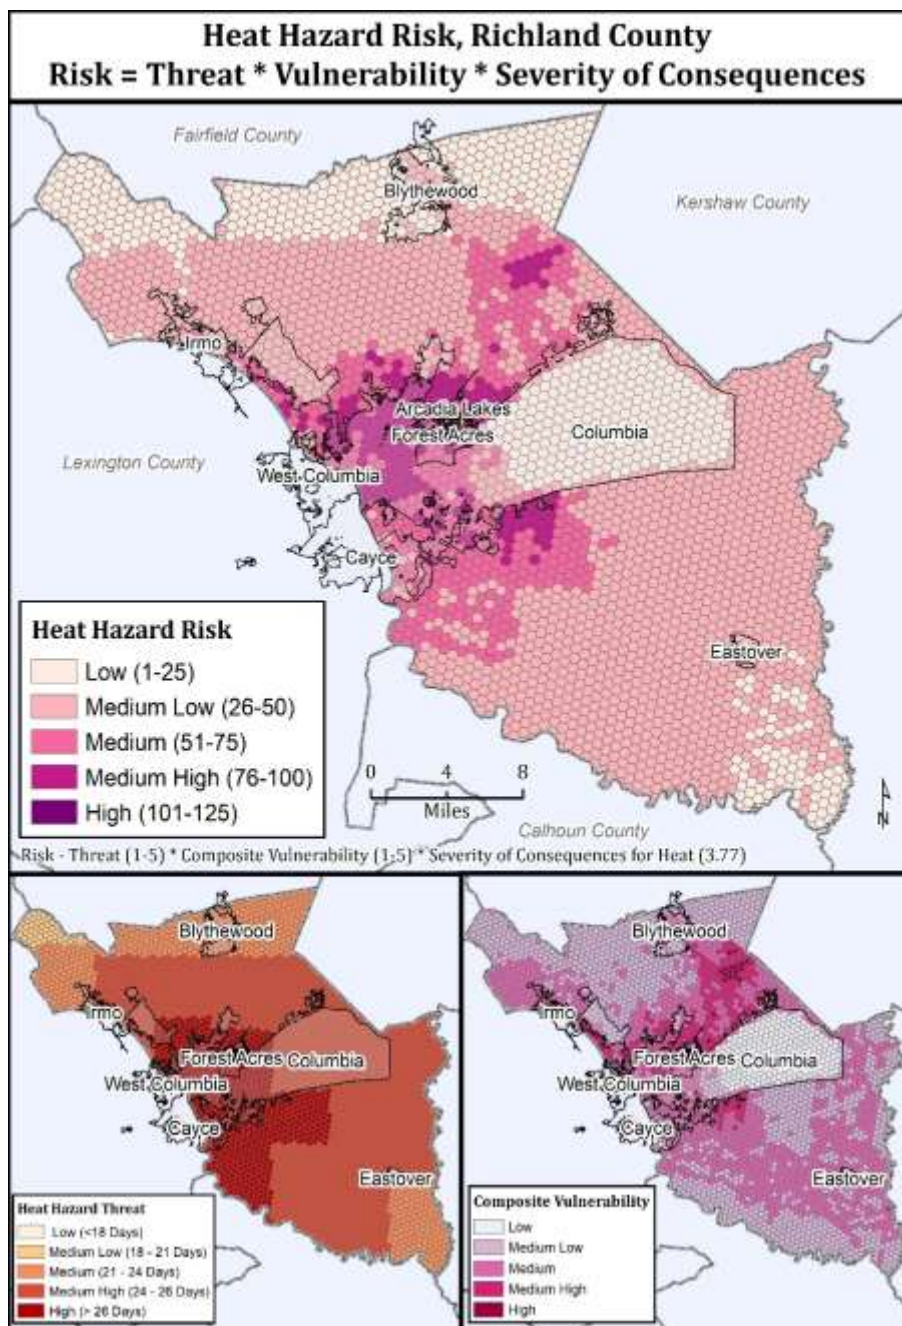 Heat Hazard Risk, Richland County
Risk = Threat * Vulnerability * Severity of Consequences
Fairfield County
Blythewood
Kershaw County
Irmo
Arcadia Lakes
Forest Acres
Columbia
Lexington County
West Columbia
Cayce
Eastover
Heat Hazard Risk
Low (1-25)
Medium Low (26-50)
Medium (51-75)
Medium High (76-100)
High (101-125)
0 4 8
Miles
N
Calhoun County
Risk - Threat (1-5) * Composite Vulnerability (1-5) * Severity of Consequences for Heat (3.77)
Blythewood
Irmo
Forest Acres
Columbia
West Columbia
Cayce
Eastover
Heat Hazard Threat
Low (<18 Days)
Medium Low (18 - 21 Days)
Medium (21 - 24 Days)
Medium High (24 - 26 Days)
High (> 26 Days)
Blythewood
Irmo
Forest Acres
Columbia
West Columbia
Cayce
Eastover
Composite Vulnerability
Low
Medium Low
Medium
Medium High
High